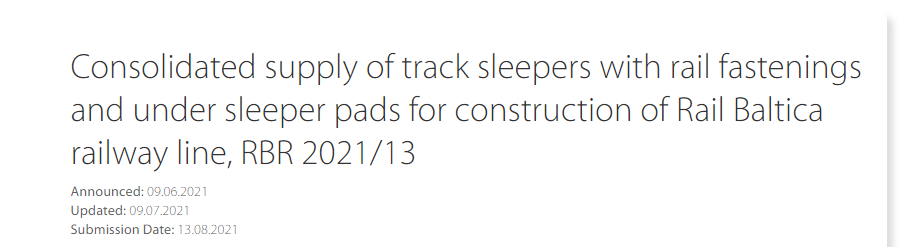 Consolidated supply of track sleepers with rail fastenings
and under sleeper pads for construction of Rail Baltica
railway line, RBR 2021/13
Announced: 09.06.2021
Updated: 09.07.2021
Submission Date: 13.08.2021